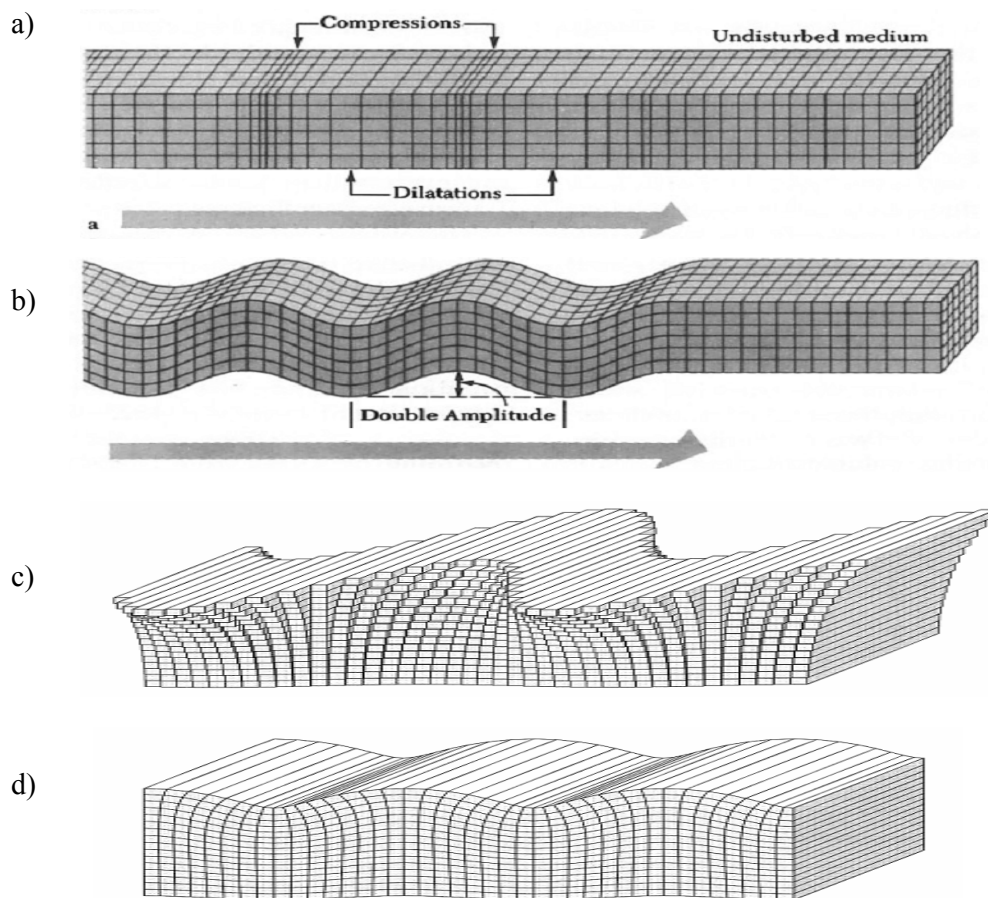 a)
Compressions
Undisturbed medium
Dilatations
a
b)
Double Amplitude
c)
d)